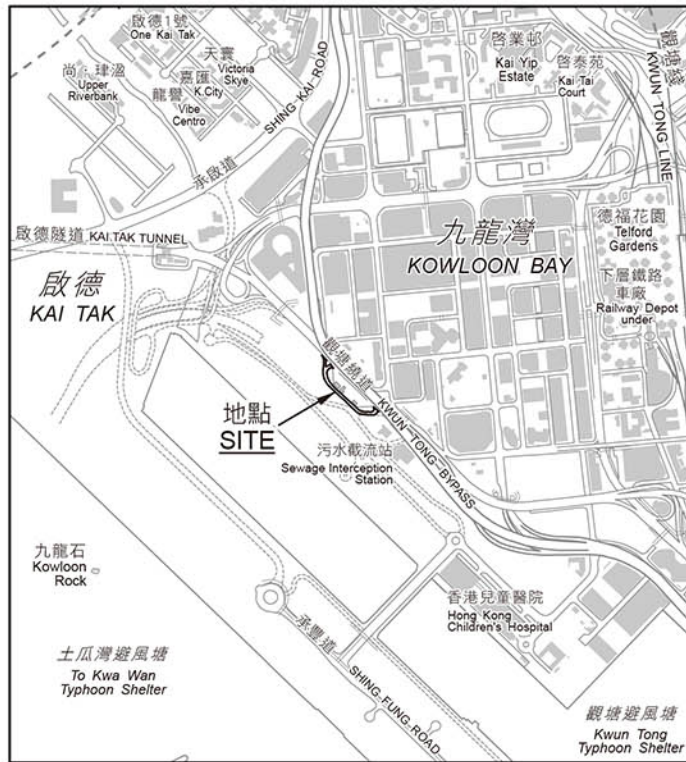 啟德1號
One Kai Tak
天寰
Victoria
Skye
尚・珒溋
Upper
Riverbank
嘉匯
K.City
龍譽
Vibe
Centro
承啟道
SHING KAI ROAD
啓業邨
Kai Yip
Estate
啓泰苑
Kai Tai
Court
觀塘綫
KWUN TONG LINE
啟德隧道 KAI TAK TUNNEL
啟德
KAI TAK
九龍灣
KOWLOON BAY
德福花園
Telford
Gardens
下層鐵路
車廠
Railway Depot
under
觀塘繞道
KWUN TONG BYPASS
地點
SITE
污水截流站
Sewage Interception
Station
九龍石
Kowloon
Rock
香港兒童醫院
Hong Kong
Children's Hospital
承豐道
SHING FUNG ROAD
土瓜灣避風塘
To Kwa Wan
Typhoon Shelter
觀塘避風塘
Kwun Tong
Typhoon Shelter